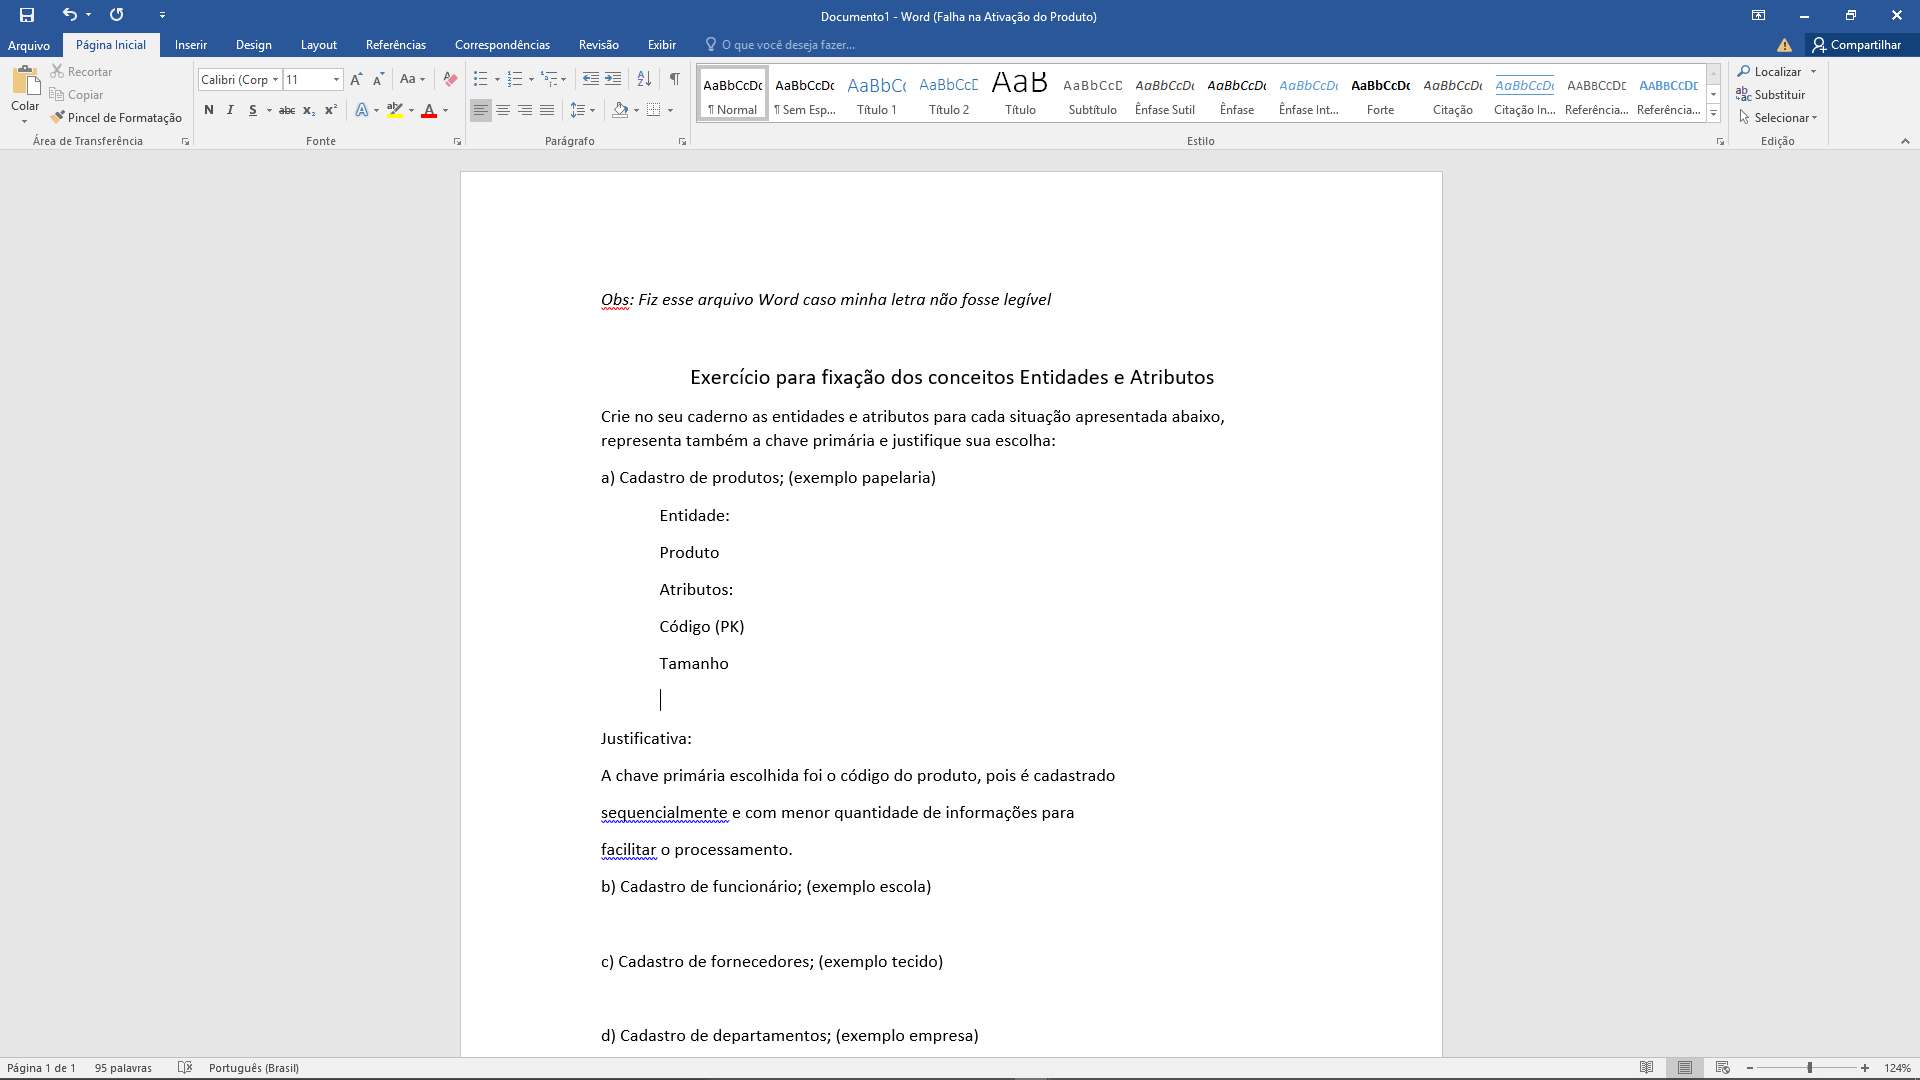 Documento1 - Word (Falha na Ativação do Produto)
Arquivo Página Inicial Inserir Design Layout Referências Correspondências Revisão Exibir O que você deseja fazer... Compartilhar
Colar
Recortar
Copiar
Pincel de Formatação
Área de Transferência
Calibri (Corp 11
Aa
N I S abc x₂ x²
Fonte
Parágrafo
AaBbCcDc AaBbCcDc AaBbCc AaBbCcD AaB AaBbCcD AaBbCcDc AaBbCcDc AaBbCcDc AaBbCcDc AaBbCcDc AaBbCcDc AaBbCcDd AaBbCcDd
¶ Normal ¶ Sem Esp... Título 1 Título 2 Título Subtítulo Ênfase Sutil Ênfase Ênfase Int... Forte Citação Citação In... Referência... Referência...
Estilo
Localizar
Substituir
Selecionar
Edição
Obs: Fiz esse arquivo Word caso minha letra não fosse legível
Exercício para fixação dos conceitos Entidades e Atributos
Crie no seu caderno as entidades e atributos para cada situação apresentada abaixo,
representa também a chave primária e justifique sua escolha:
a) Cadastro de produtos; (exemplo papelaria)
Entidade:
Produto
Atributos:
Código (PK)
Tamanho
Justificativa:
A chave primária escolhida foi o código do produto, pois é cadastrado
sequencialmente e com menor quantidade de informações para
facilitar o processamento.
b) Cadastro de funcionário; (exemplo escola)
c) Cadastro de fornecedores; (exemplo tecido)
d) Cadastro de departamentos; (exemplo empresa)
Página 1 de 1 95 palavras Português (Brasil) 124%